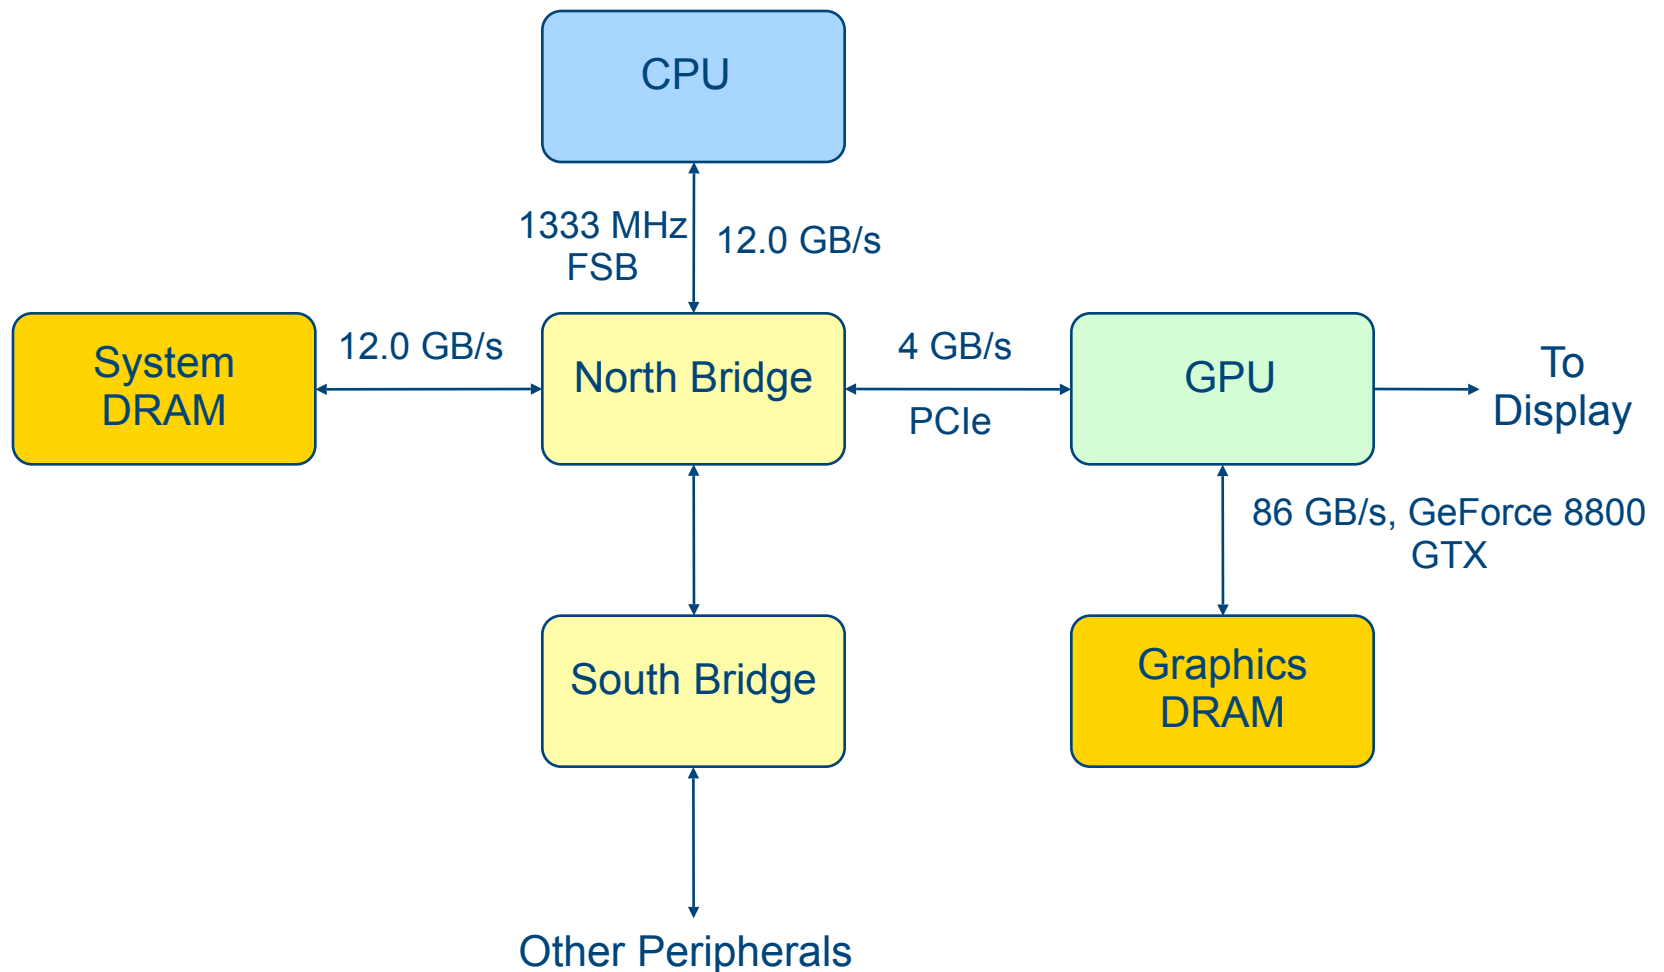 CPU
1333 MHz
FSB
12.0 GB/s
System
DRAM
12.0 GB/s
North Bridge
4 GB/s
PCIe
GPU
To
Display
86 GB/s, GeForce 8800
GTX
South Bridge
Graphics
DRAM
Other Peripherals